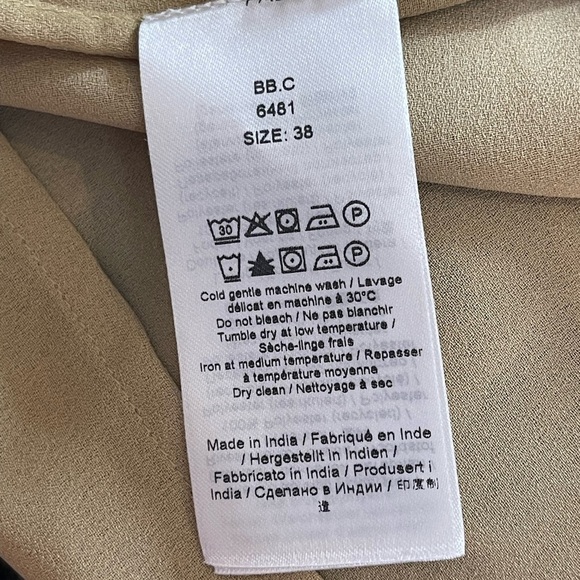 BB.C
6481
SIZE: 38
30 P
P
Cold gentle machine wash / Lavage
délicat en machine à 30°C
Do not bleach / Ne pas blanchir
Tumble dry at low temperature /
Sèche-linge frais
Iron at medium temperature / Repasser
à température moyenne
Dry clean / Nettoyage à sec
Made in India / Fabriqué en Inde
/ Hergestellt in Indien /
Fabbricato in India / Produsert i
India / Сделано в Индии / 印度制
造